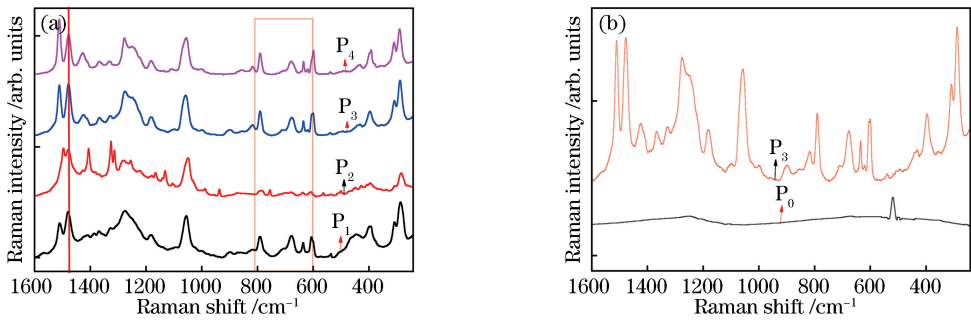 (a)
Raman intensity /arb. units
P4
P3
P2
P1
1600 1400 1200 1000 800 600 400
Raman shift /cm−1
(b)
Raman intensity /arb. units
P3
P0
1600 1400 1200 1000 800 600 400
Raman shift /cm−1